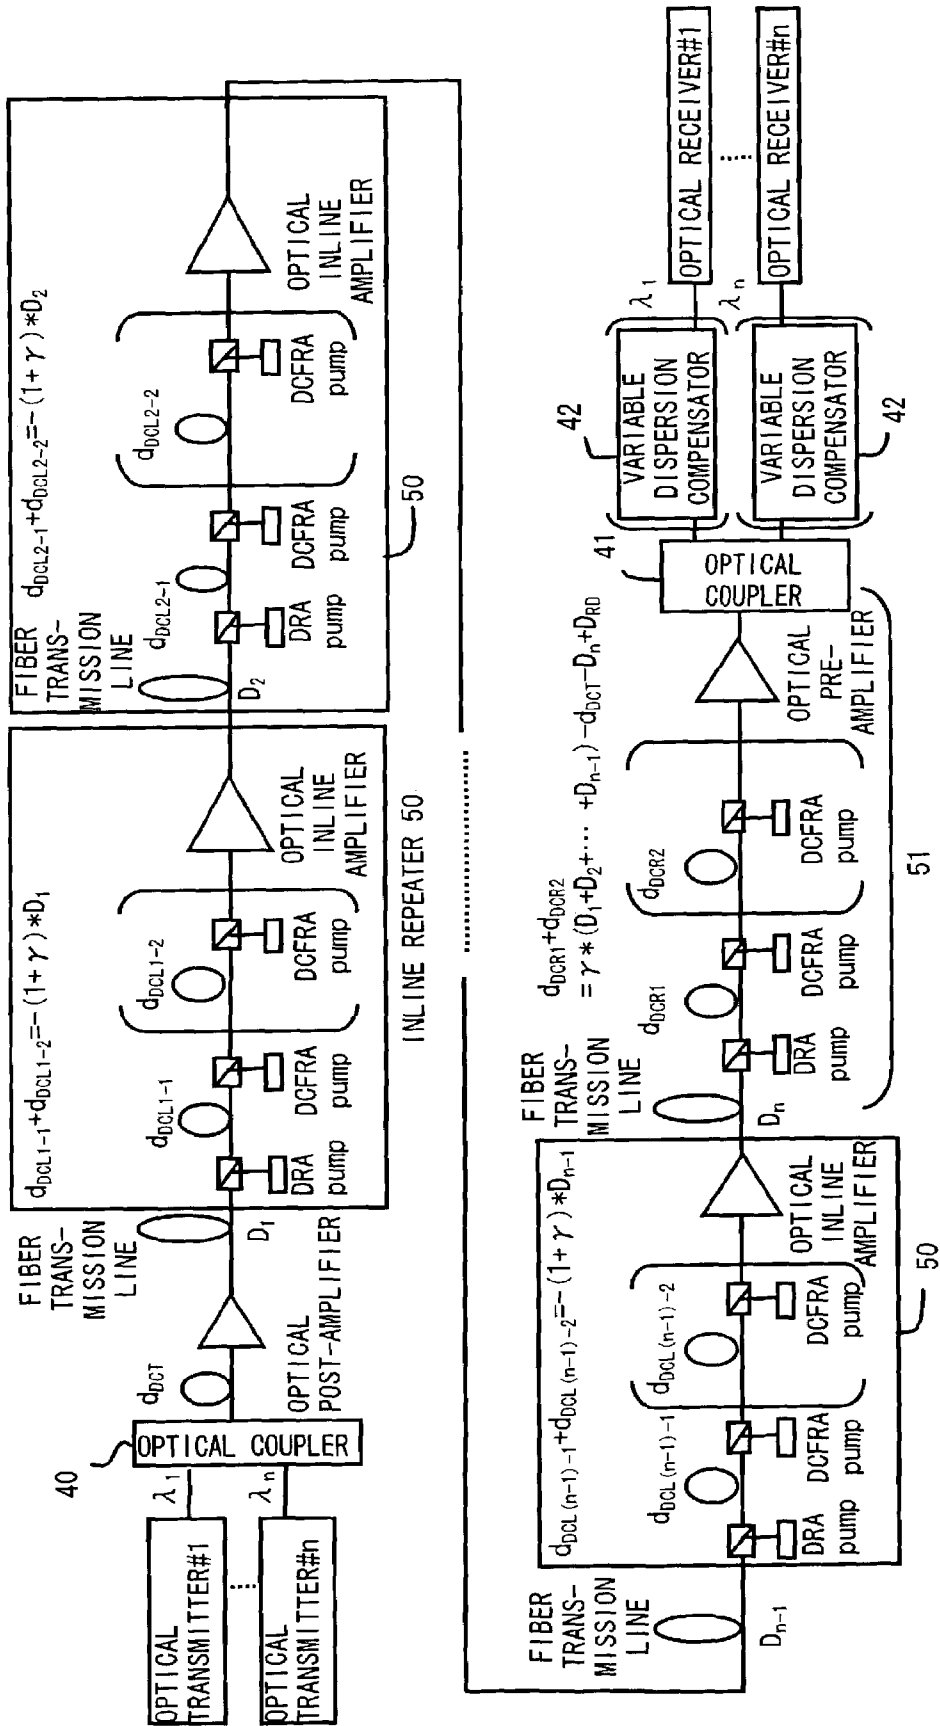 OPTICAL
TRANSMITTER#1
OPTICAL
TRANSMITTER#n
λ1
λn
40
OPTICAL COUPLER
dDCT
OPTICAL
POST-AMPLIFIER
FIBER
TRANS-
MISSION
LINE
D1
dDCL1-1+dDCL1-2=-(1+γ)*D1
DRA
pump
dDCL1-1
DCFRA
pump
dDCL1-2
DCFRA
pump
OPTICAL
INLINE
AMPLIFIER
INLINE REPEATER 50
FIBER
TRANS-
MISSION
LINE
D2
dDCL2-1+dDCL2-2=-(1+γ)*D2
DRA
pump
dDCL2-1
DCFRA
pump
dDCL2-2
DCFRA
pump
OPTICAL
INLINE
AMPLIFIER
50
FIBER
TRANS-
MISSION
LINE
Dn-1
dDCL(n-1)-1+dDCL(n-1)-2=-(1+γ)*Dn-1
DRA
pump
dDCL(n-1)-1
DCFRA
pump
dDCL(n-1)-2
DCFRA
pump
OPTICAL
INLINE
AMPLIFIER
50
FIBER
TRANS-
MISSION
LINE
Dn
dDCR1+dDCR2
=γ*(D1+D2+··· +Dn-1)-dDCT-Dn+DRD
DRA
pump
dDCR1
DCFRA
pump
dDCR2
DCFRA
pump
OPTICAL
PRE-
AMPLIFIER
51
41
OPTICAL
COUPLER
42
VARIABLE
DISPERSION
COMPENSATOR
VARIABLE
DISPERSION
COMPENSATOR
42
λ1
λn
OPTICAL RECEIVER#1
OPTICAL RECEIVER#n